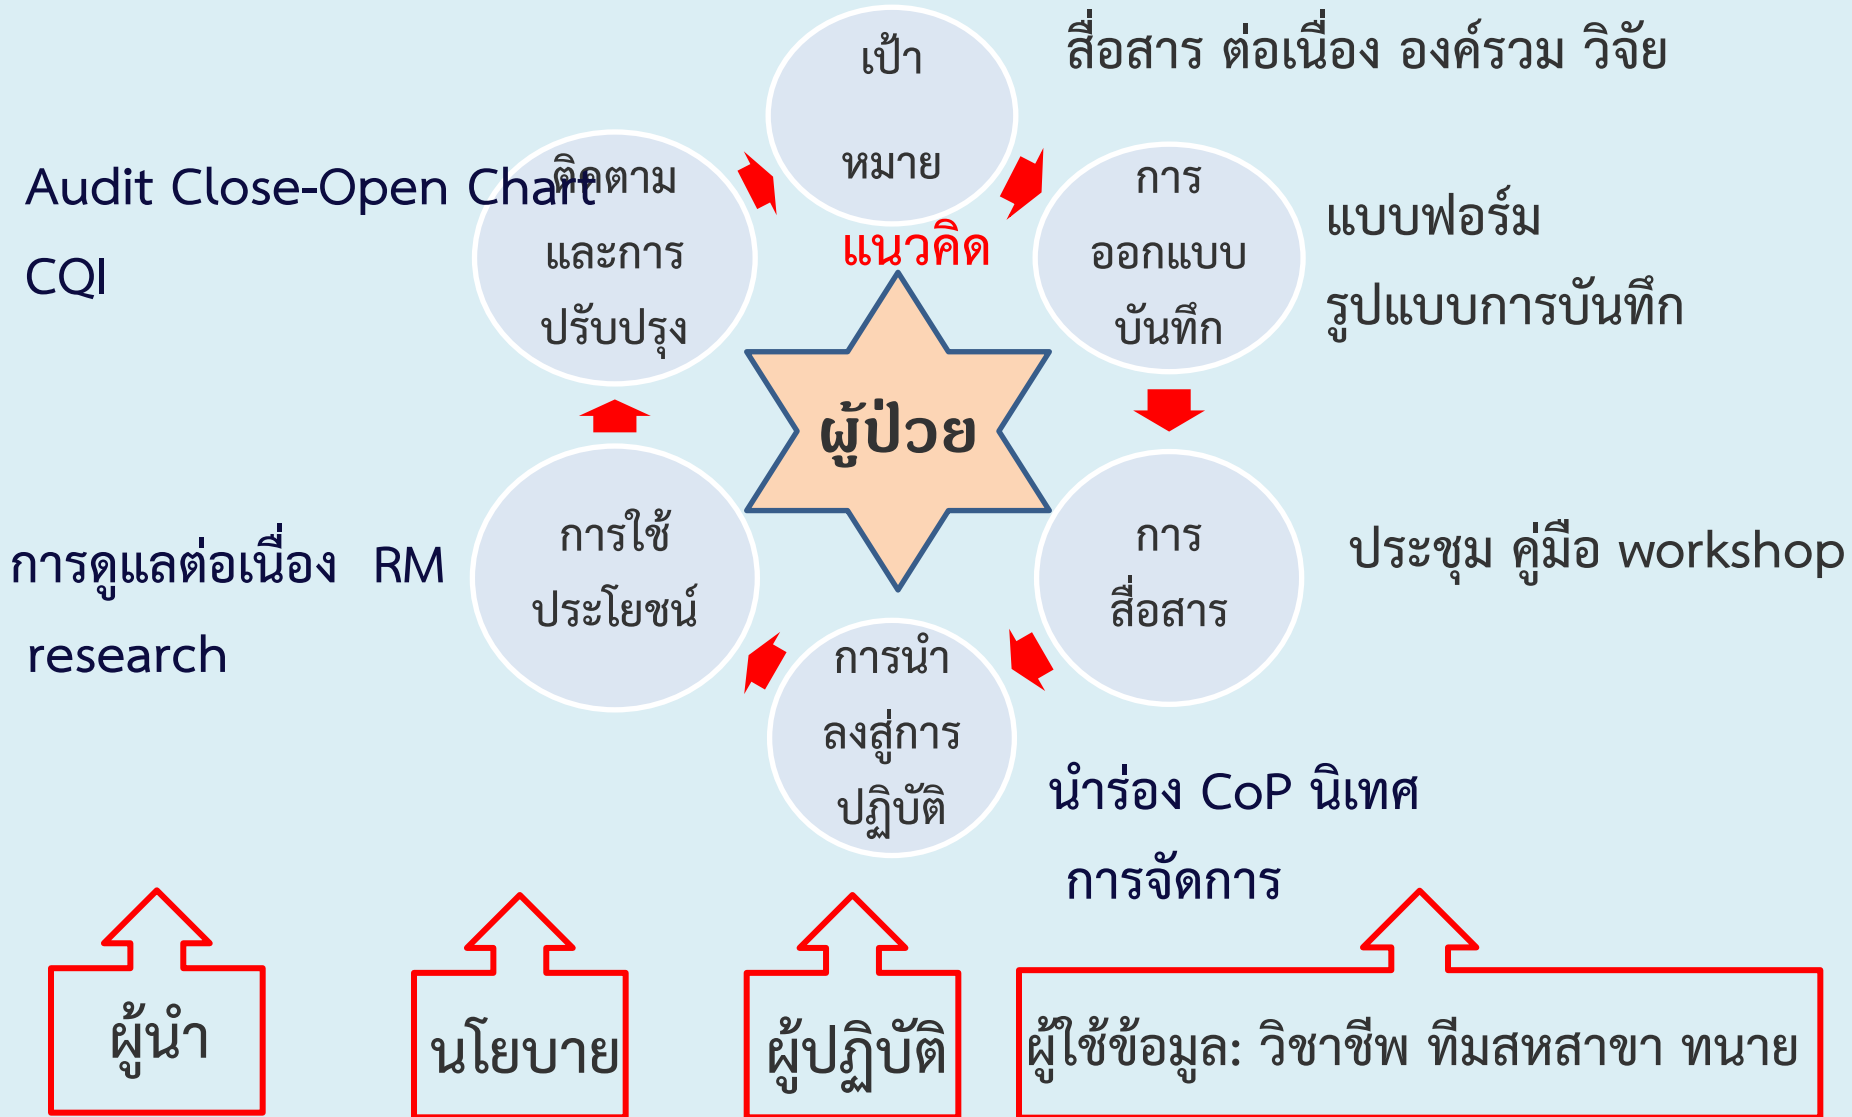 เป้า
หมาย
สื่อสาร ต่อเนื่อง องค์รวม วิจัย
Audit Close-Open Chart
CQI
ติดตาม
และการ
ปรับปรุง
แนวคิด
การ
ออกแบบ
บันทึก
แบบฟอร์ม
รูปแบบการบันทึก
ผู้ป่วย
การดูแลต่อเนื่อง RM
research
การใช้
ประโยชน์
การ
สื่อสาร
ประชุม คู่มือ workshop
การนำ
ลงสู่การ
ปฏิบัติ
นำร่อง CoP นิเทศ
การจัดการ
ผู้นำ
นโยบาย
ผู้ปฏิบัติ
ผู้ใช้ข้อมูล: วิชาชีพ ทีมสหสาขา ทนาย